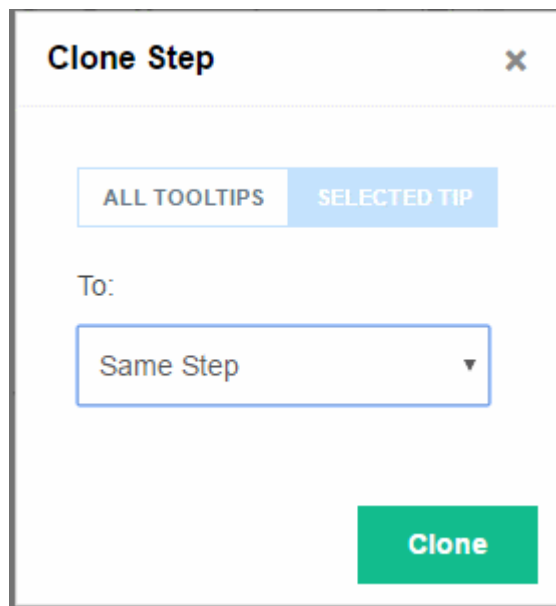 Clone Step ×
ALL TOOLTIPS SELECTED TIP
To:
Same Step
Clone